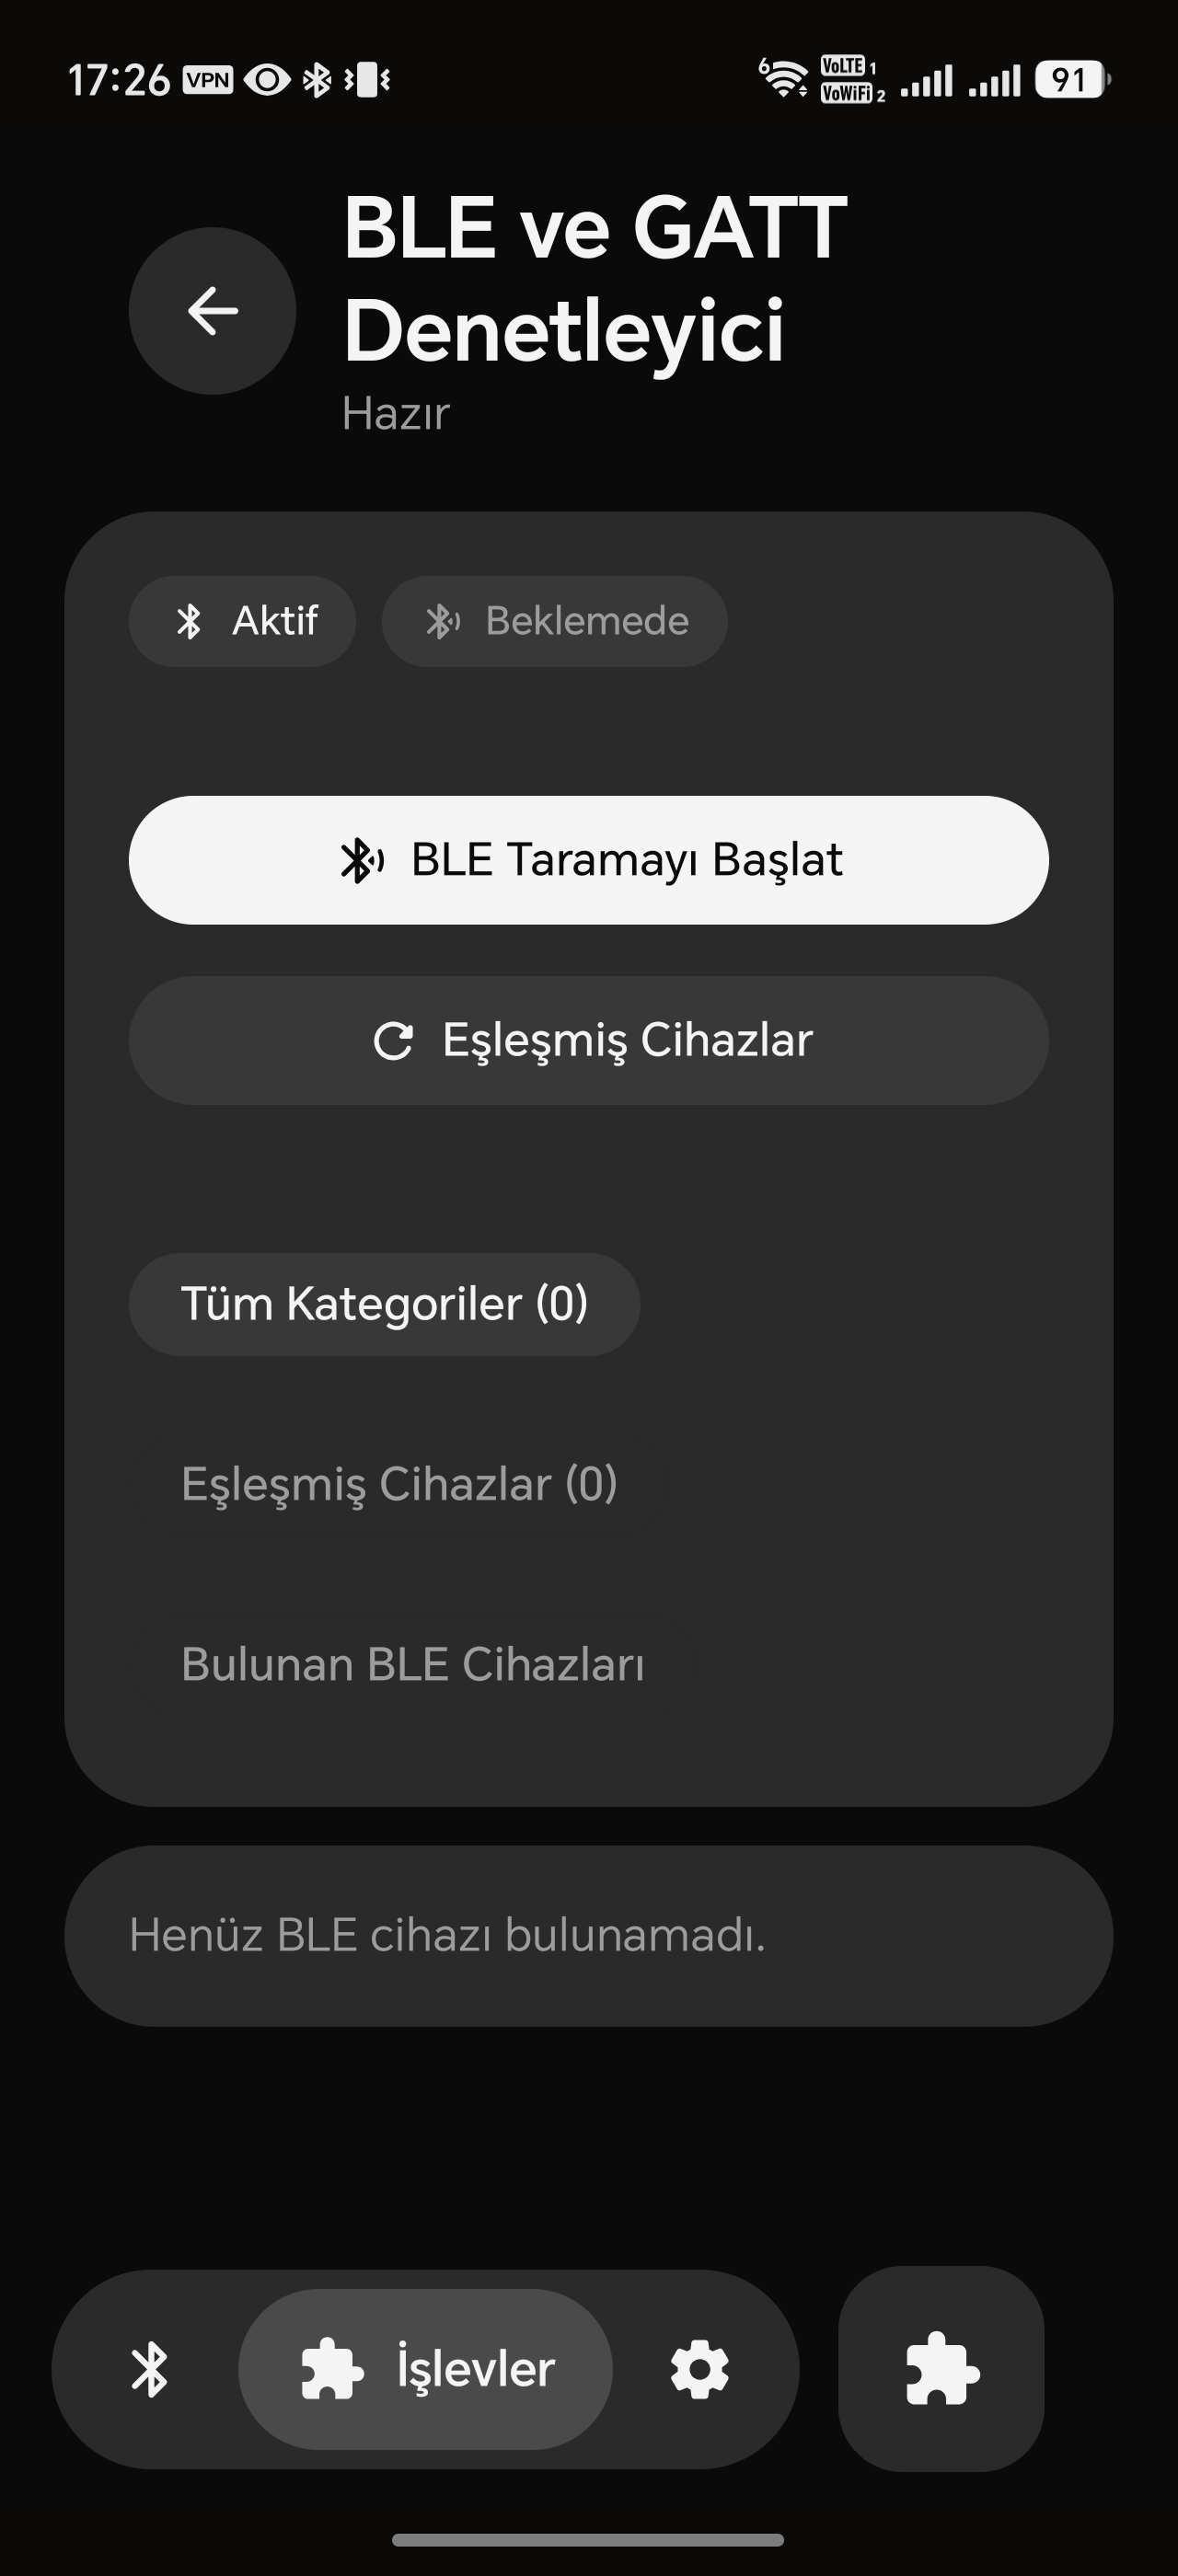 17:26 VPN 6 VoLTE 1 VoWiFi 2 91
BLE ve GATT
Denetleyici
Hazır
Aktif Beklemede
BLE Taramayı Başlat
Eşleşmiş Cihazlar
Tüm Kategoriler (0)
Eşleşmiş Cihazlar (0)
Bulunan BLE Cihazları
Henüz BLE cihazı bulunamadı.
İşlevler